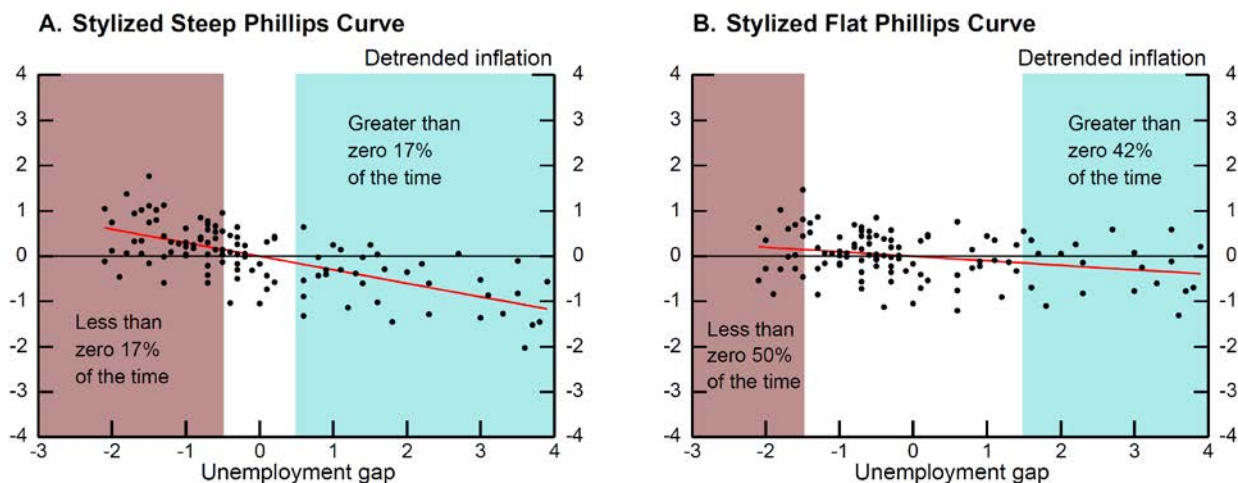 A. Stylized Steep Phillips Curve
Detrended inflation
4
3
2
1
0
-1
-2
-3
-4
4
3
2
1
0
-1
-2
-3
-4
Greater than
zero 17%
of the time
Less than
zero 17%
of the time
-3 -2 -1 0 1 2 3 4
Unemployment gap
B. Stylized Flat Phillips Curve
Detrended inflation
4
3
2
1
0
-1
-2
-3
-4
4
3
2
1
0
-1
-2
-3
-4
Greater than
zero 42%
of the time
Less than
zero 50%
of the time
-3 -2 -1 0 1 2 3 4
Unemployment gap